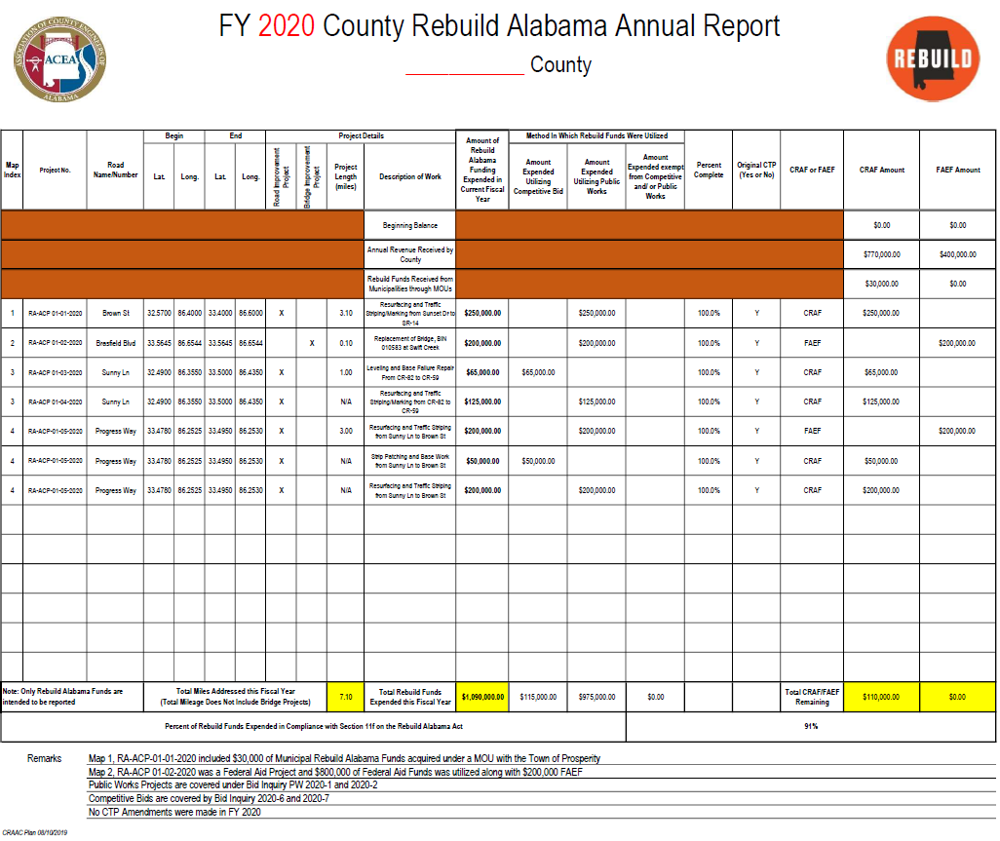 FY 2020 County Rebuild Alabama Annual Report
____________ County
ASSOCIATION OF COUNTY ENGINEERS OF ALABAMA
ACEA
REBUILD
Map Index | Project No. | Road Name/Number | Begin | End | Project Details | Amount of Rebuild Alabama Funding Expended in Current Fiscal Year | Method In Which Rebuild Funds Were Utilized | Percent Complete | Original CTP (Yes or No) | CRAF or FAEF | CRAF Amount | FAEF Amount
Lat. | Long. | Lat. | Long. | Road Improvement Project | Bridge Improvement Project | Project Length (miles) | Description of Work | Amount Expended Utilizing Competitive Bid | Amount Expended Utilizing Public Works | Amount Expended exempt from Competitive and/ or Public Works
Beginning Balance | $0.00 | $0.00
Annual Revenue Received by County | $770,000.00 | $400,000.00
Rebuild Funds Received from Municipalities through MOUs | $30,000.00 | $0.00
1 | RA-ACP 01-01-2020 | Brown St | 32.5700 | 86.4000 | 33.4000 | 86.6000 | X | 3.10 | Resurfacing and Traffic Striping/Marking from Sunset Dr to SR-14 | $250,000.00 | $250,000.00 | 100.0% | Y | CRAF | $250,000.00
2 | RA-ACP 01-02-2020 | Brasfield Blvd | 33.5645 | 86.6544 | 33.5645 | 86.6544 | X | 0.10 | Replacement of Bridge, BIN 010583 at Swift Creek | $200,000.00 | $200,000.00 | 100.0% | Y | FAEF | $200,000.00
3 | RA-ACP 01-03-2020 | Sunny Ln | 32.4900 | 86.3550 | 33.5000 | 86.4350 | X | 1.00 | Leveling and Base Failure Repair From CR-82 to CR-59 | $65,000.00 | $65,000.00 | 100.0% | Y | CRAF | $65,000.00
3 | RA-ACP 01-04-2020 | Sunny Ln | 32.4900 | 86.3550 | 33.5000 | 86.4350 | X | N/A | Resurfacing and Traffic Striping/Marking from CR-82 to CR-59 | $125,000.00 | $125,000.00 | 100.0% | Y | CRAF | $125,000.00
4 | RA-ACP-01-05-2020 | Progress Way | 33.4780 | 86.2525 | 33.4950 | 86.2530 | X | 3.00 | Resurfacing and Traffic Striping from Sunny Ln to Brown St | $200,000.00 | $200,000.00 | 100.0% | Y | FAEF | $200,000.00
4 | RA-ACP-01-05-2020 | Progress Way | 33.4780 | 86.2525 | 33.4950 | 86.2530 | X | N/A | Strip Patching and Base Work from Sunny Ln to Brown St | $50,000.00 | $50,000.00 | 100.0% | Y | CRAF | $50,000.00
4 | RA-ACP-01-05-2020 | Progress Way | 33.4780 | 86.2525 | 33.4950 | 86.2530 | X | N/A | Resurfacing and Traffic Striping from Sunny Ln to Brown St | $200,000.00 | $200,000.00 | 100.0% | Y | CRAF | $200,000.00
Note: Only Rebuild Alabama Funds are intended to be reported | Total Miles Addressed this Fiscal Year (Total Mileage Does Not Include Bridge Projects) | 7.10 | Total Rebuild Funds Expended this Fiscal Year | $1,090,000.00 | $115,000.00 | $975,000.00 | $0.00 | Total CRAF/FAEF Remaining | $110,000.00 | $0.00
Percent of Rebuild Funds Expended in Compliance with Section 11f on the Rebuild Alabama Act | 91%
Remarks
Map 1, RA-ACP-01-01-2020 included $30,000 of Municipal Rebuild Alabama Funds acquired under a MOU with the Town of Prosperity
Map 2, RA-ACP 01-02-2020 was a Federal Aid Project and $800,000 of Federal Aid Funds was utilized along with $200,000 FAEF
Public Works Projects are covered under Bid Inquiry PW 2020-1 and 2020-2
Competitive Bids are covered by Bid Inquiry 2020-6 and 2020-7
No CTP Amendments were made in FY 2020
CRAAC Plan 08/10/2019